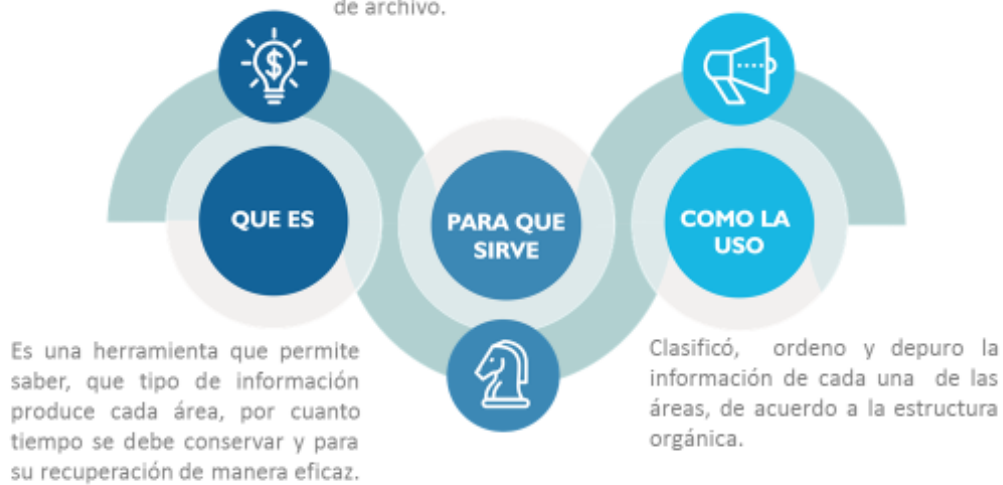 de archivo.
QUE ES
PARA QUE
SIRVE
COMO LA
USO
Es una herramienta que permite
saber, que tipo de información
produce cada área, por cuanto
tiempo se debe conservar y para
su recuperación de manera eficaz.
Clasificó, ordeno y depuro la
información de cada una de las
áreas, de acuerdo a la estructura
orgánica.